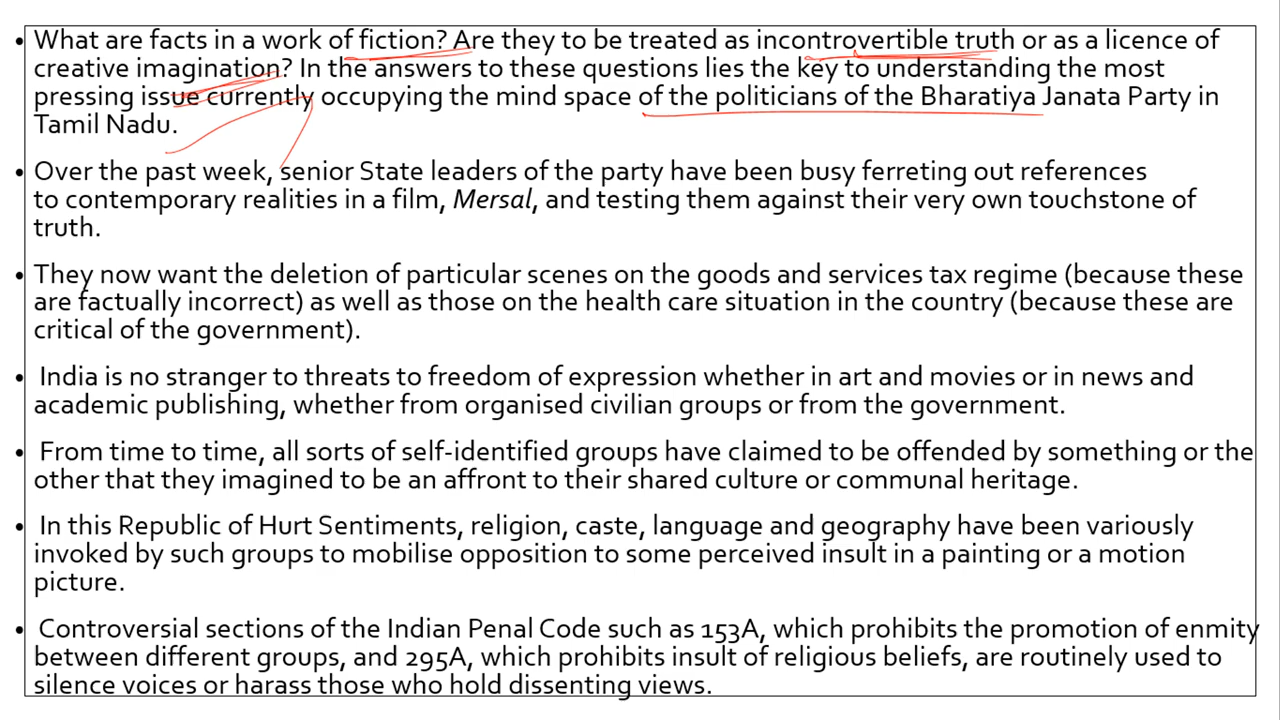 • What are facts in a work of fiction? Are they to be treated as incontrovertible truth or as a licence of
creative imagination? In the answers to these questions lies the key to understanding the most
pressing issue currently occupying the mind space of the politicians of the Bharatiya Janata Party in
Tamil Nadu.
• Over the past week, senior State leaders of the party have been busy ferreting out references
to contemporary realities in a film, Mersal, and testing them against their very own touchstone of
truth.
• They now want the deletion of particular scenes on the goods and services tax regime (because these
are factually incorrect) as well as those on the health care situation in the country (because these are
critical of the government).
• India is no stranger to threats to freedom of expression whether in art and movies or in news and
academic publishing, whether from organised civilian groups or from the government.
• From time to time, all sorts of self-identified groups have claimed to be offended by something or the
other that they imagined to be an affront to their shared culture or communal heritage.
• In this Republic of Hurt Sentiments, religion, caste, language and geography have been variously
invoked by such groups to mobilise opposition to some perceived insult in a painting or a motion
picture.
• Controversial sections of the Indian Penal Code such as 153A, which prohibits the promotion of enmity
between different groups, and 295A, which prohibits insult of religious beliefs, are routinely used to
silence voices or harass those who hold dissenting views.